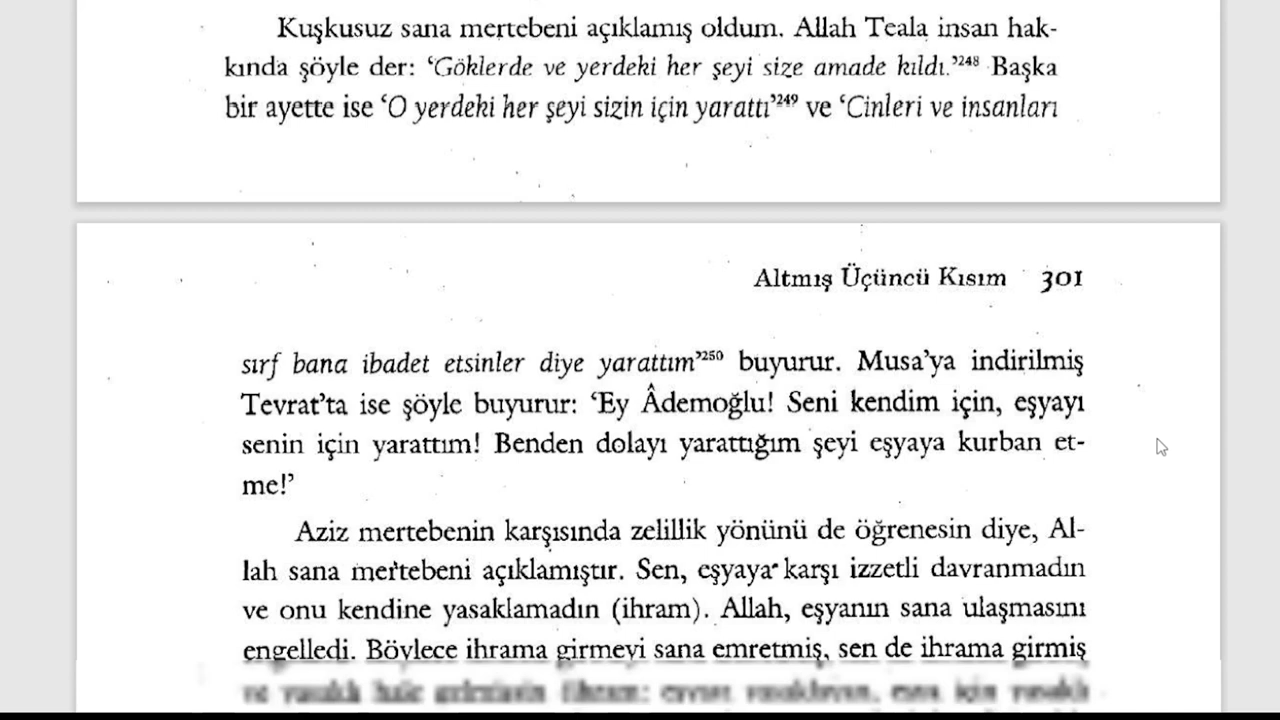 Kuşkusuz sana mertebeni açıklamış oldum. Allah Teala insan hak-
kında şöyle der: ‘Göklerde ve yerdeki her şeyi size amade kıldı.’²⁴⁸ Başka
bir ayette ise ‘O yerdeki her şeyi sizin için yarattı’²⁴⁹ ve ‘Cinleri ve insanları
Altmış Üçüncü Kısım 301
sırf bana ibadet etsinler diye yarattım’²⁵⁰ buyurur. Musa’ya indirilmiş
Tevrat’ta ise şöyle buyurur: ‘Ey Âdemoğlu! Seni kendim için, eşyayı
senin için yarattım! Benden dolayı yarattığım şeyi eşyaya kurban et-
me!’
Aziz mertebenin karşısında zelillik yönünü de öğrenesin diye, Al-
lah sana mertebeni açıklamıştır. Sen, eşyaya karşı izzetli davranmadın
ve onu kendine yasaklamadın (ihram). Allah, eşyanın sana ulaşmasını
engelledi. Böylece ihrama girmeyi sana emretmiş, sen de ihrama girmiş